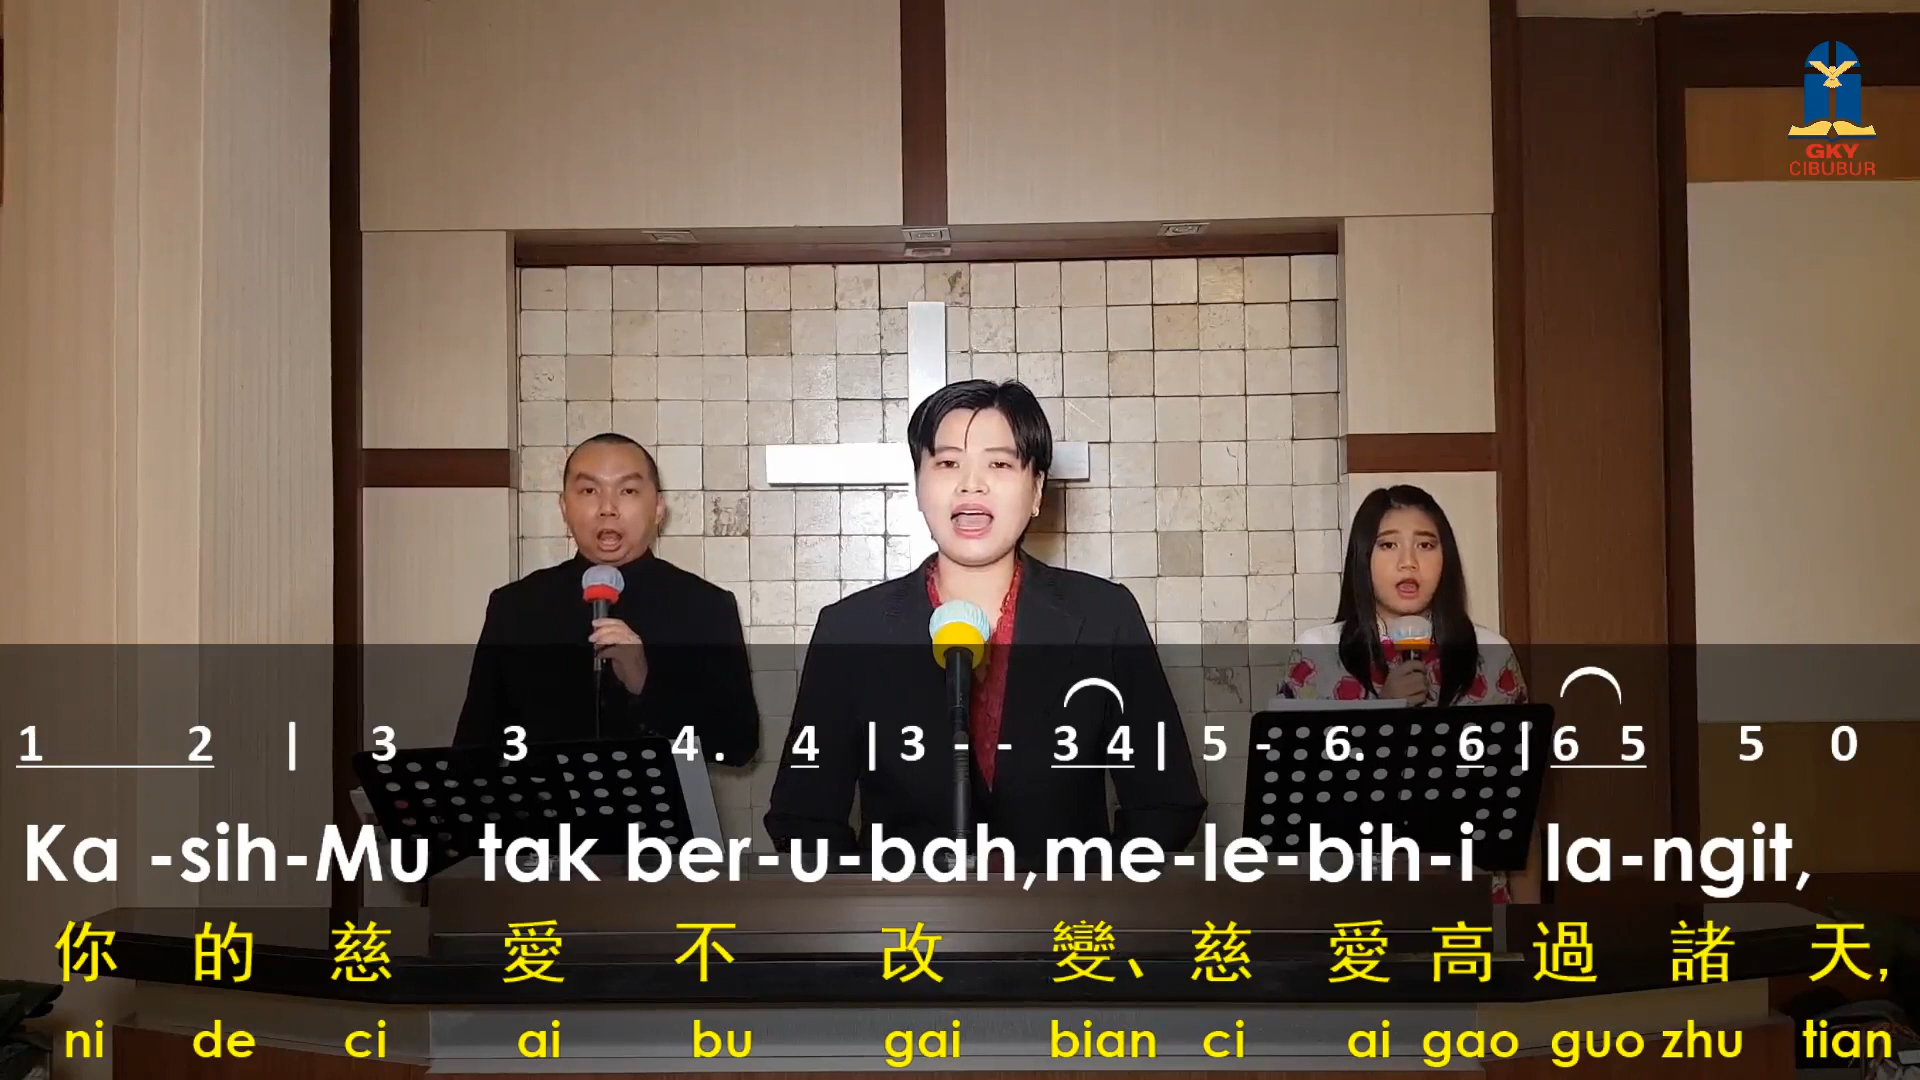 GKY
CIBUBUR
1 2 | 3 3 4. 4 | 3 - - 3 4 | 5 - 6. 6 | 6 5 5 0
Ka -sih-Mu tak ber-u-bah,me-le-bih-i la-ngit,
你 的 慈 愛 不 改 變、慈 愛 高 過 諸 天,
ni de ci ai bu gai bian ci ai gao guo zhu tian